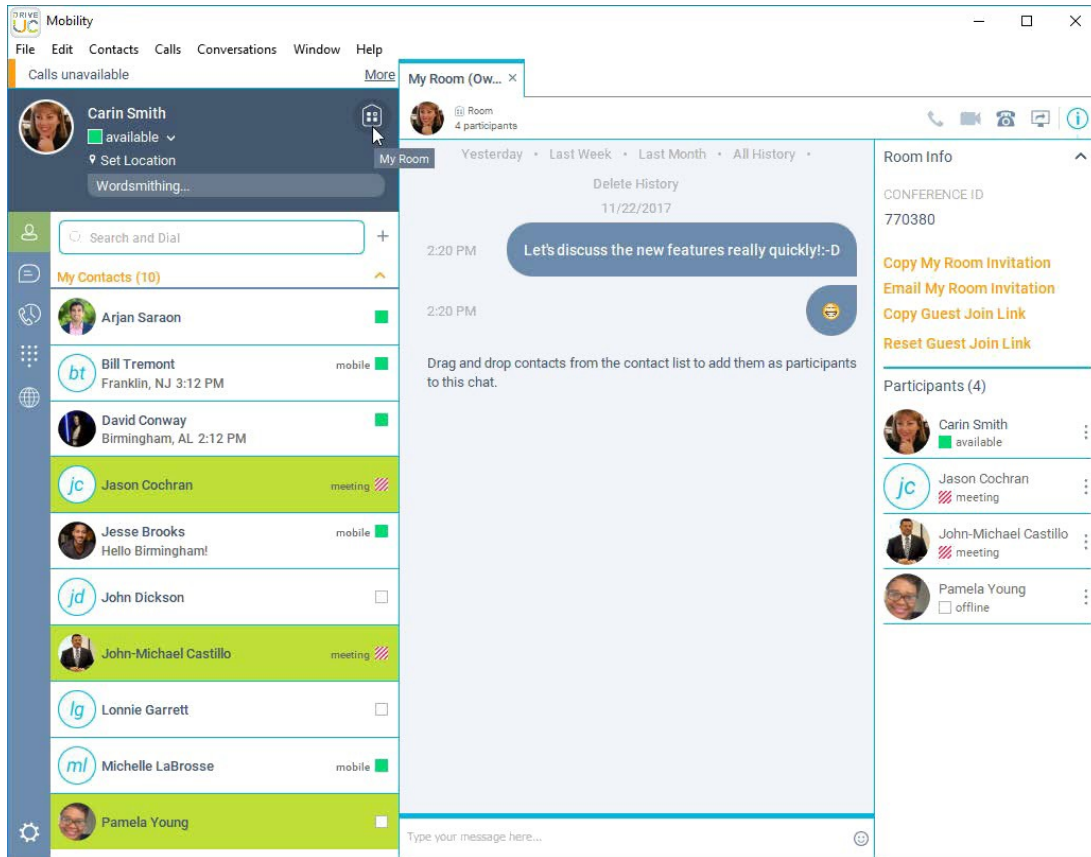 DRIVE
UC
Mobility
File Edit Contacts Calls Conversations Window Help
Calls unavailable More
Carin Smith
available
Set Location
Wordsmithing...
My Room
Search and Dial +
My Contacts (10)
Arjan Saraon
bt
Bill Tremont mobile
Franklin, NJ 3:12 PM
David Conway
Birmingham, AL 2:12 PM
jc
Jason Cochran meeting
Jesse Brooks mobile
Hello Birmingham!
jd
John Dickson
John-Michael Castillo meeting
lg
Lonnie Garrett
ml
Michelle LaBrosse mobile
Pamela Young
My Room (Ow... ×
Room
4 participants
Yesterday • Last Week • Last Month • All History •
Delete History
11/22/2017
2:20 PM Let's discuss the new features really quickly!:-D
2:20 PM
Drag and drop contacts from the contact list to add them as participants
to this chat.
Type your message here...
Room Info
CONFERENCE ID
770380
Copy My Room Invitation
Email My Room Invitation
Copy Guest Join Link
Reset Guest Join Link
Participants (4)
Carin Smith
available
jc
Jason Cochran
meeting
John-Michael Castillo
meeting
Pamela Young
offline